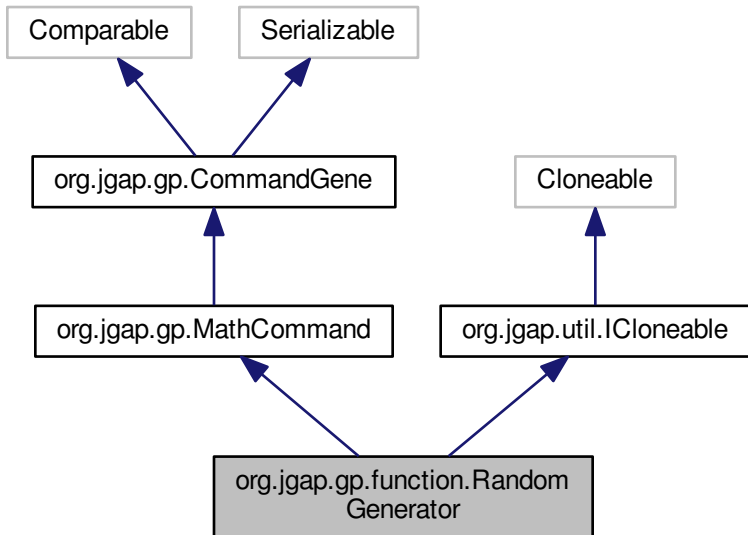 Comparable
Serializable
org.jgap.gp.CommandGene
Cloneable
org.jgap.gp.MathCommand
org.jgap.util.ICloneable
org.jgap.gp.function.Random
Generator